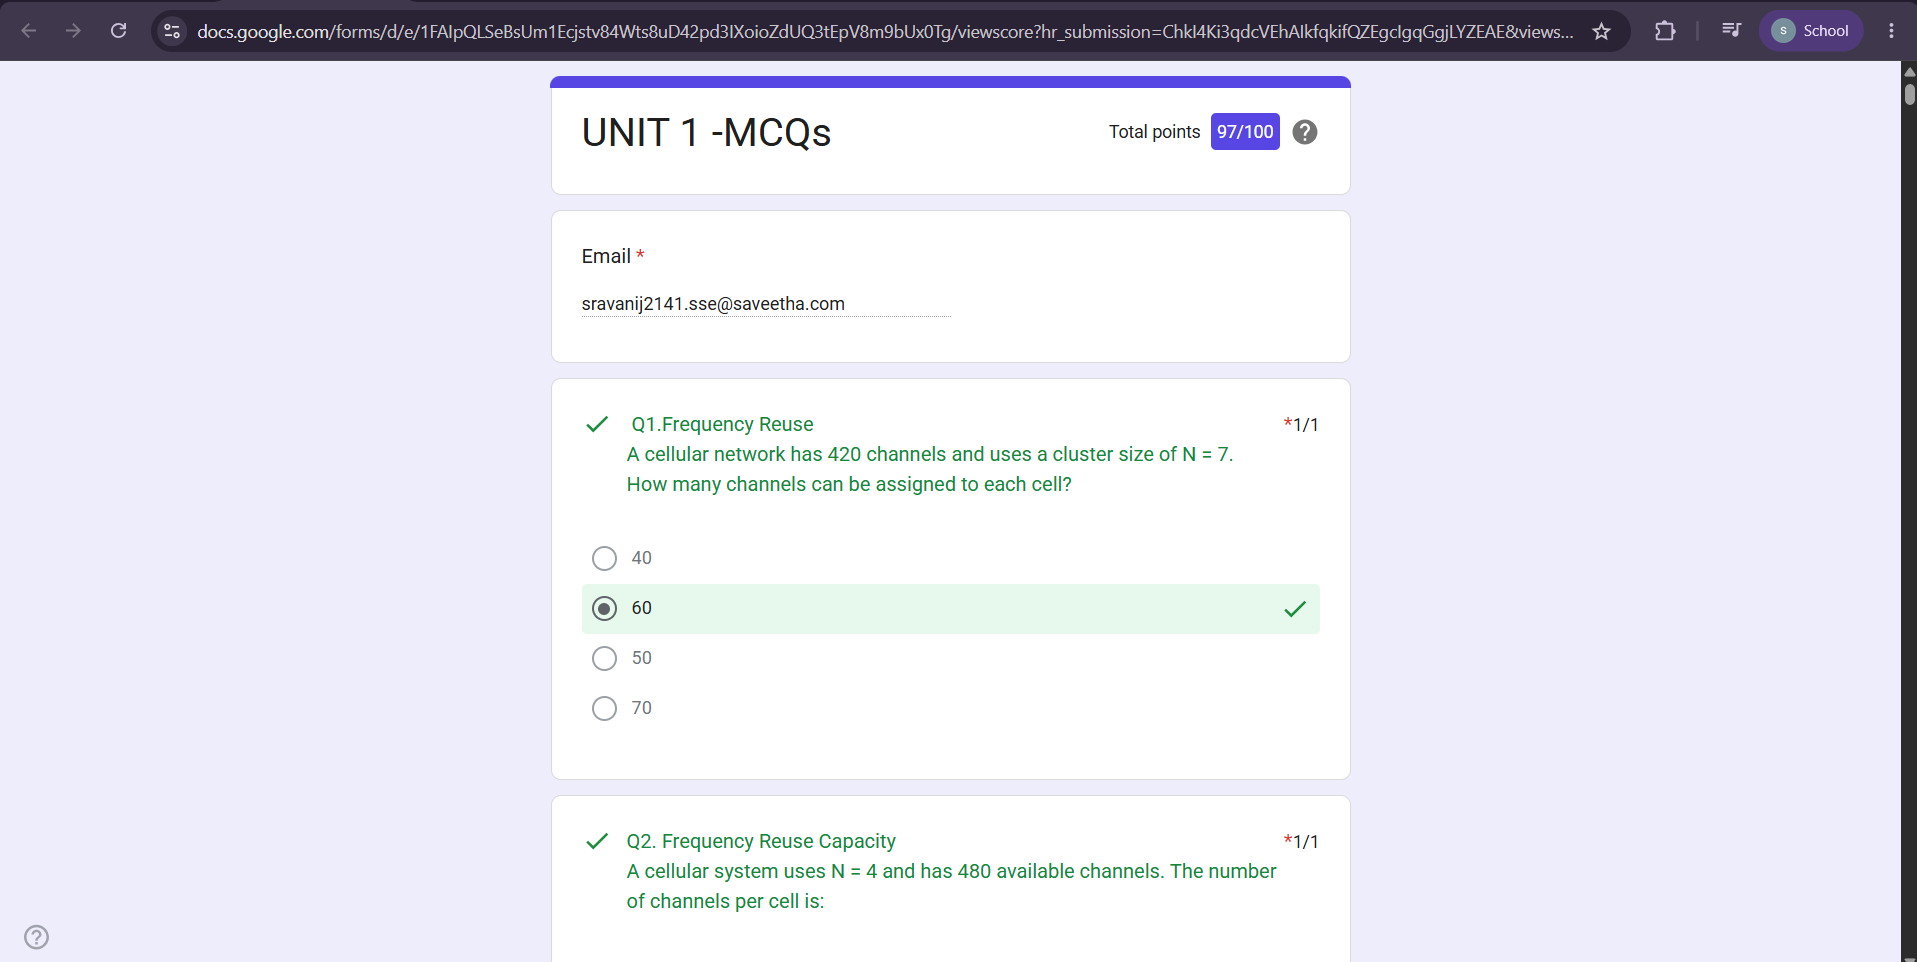 docs.google.com/forms/d/e/1FAIpQLSeBsUm1Ecjstv84Wts8uD42pd3IXoioZdUQ3tEpV8m9bUx0Tg/viewscore?hr_submission=ChkI4Ki3qdcVEhAIkfqkifQZEgcIgqGgjLYZEAE&views...
S School
UNIT 1 -MCQs
Total points 97/100
Email *
sravanij2141.sse@saveetha.com
Q1.Frequency Reuse *1/1
A cellular network has 420 channels and uses a cluster size of N = 7.
How many channels can be assigned to each cell?
40
60
50
70
Q2. Frequency Reuse Capacity *1/1
A cellular system uses N = 4 and has 480 available channels. The number
of channels per cell is: